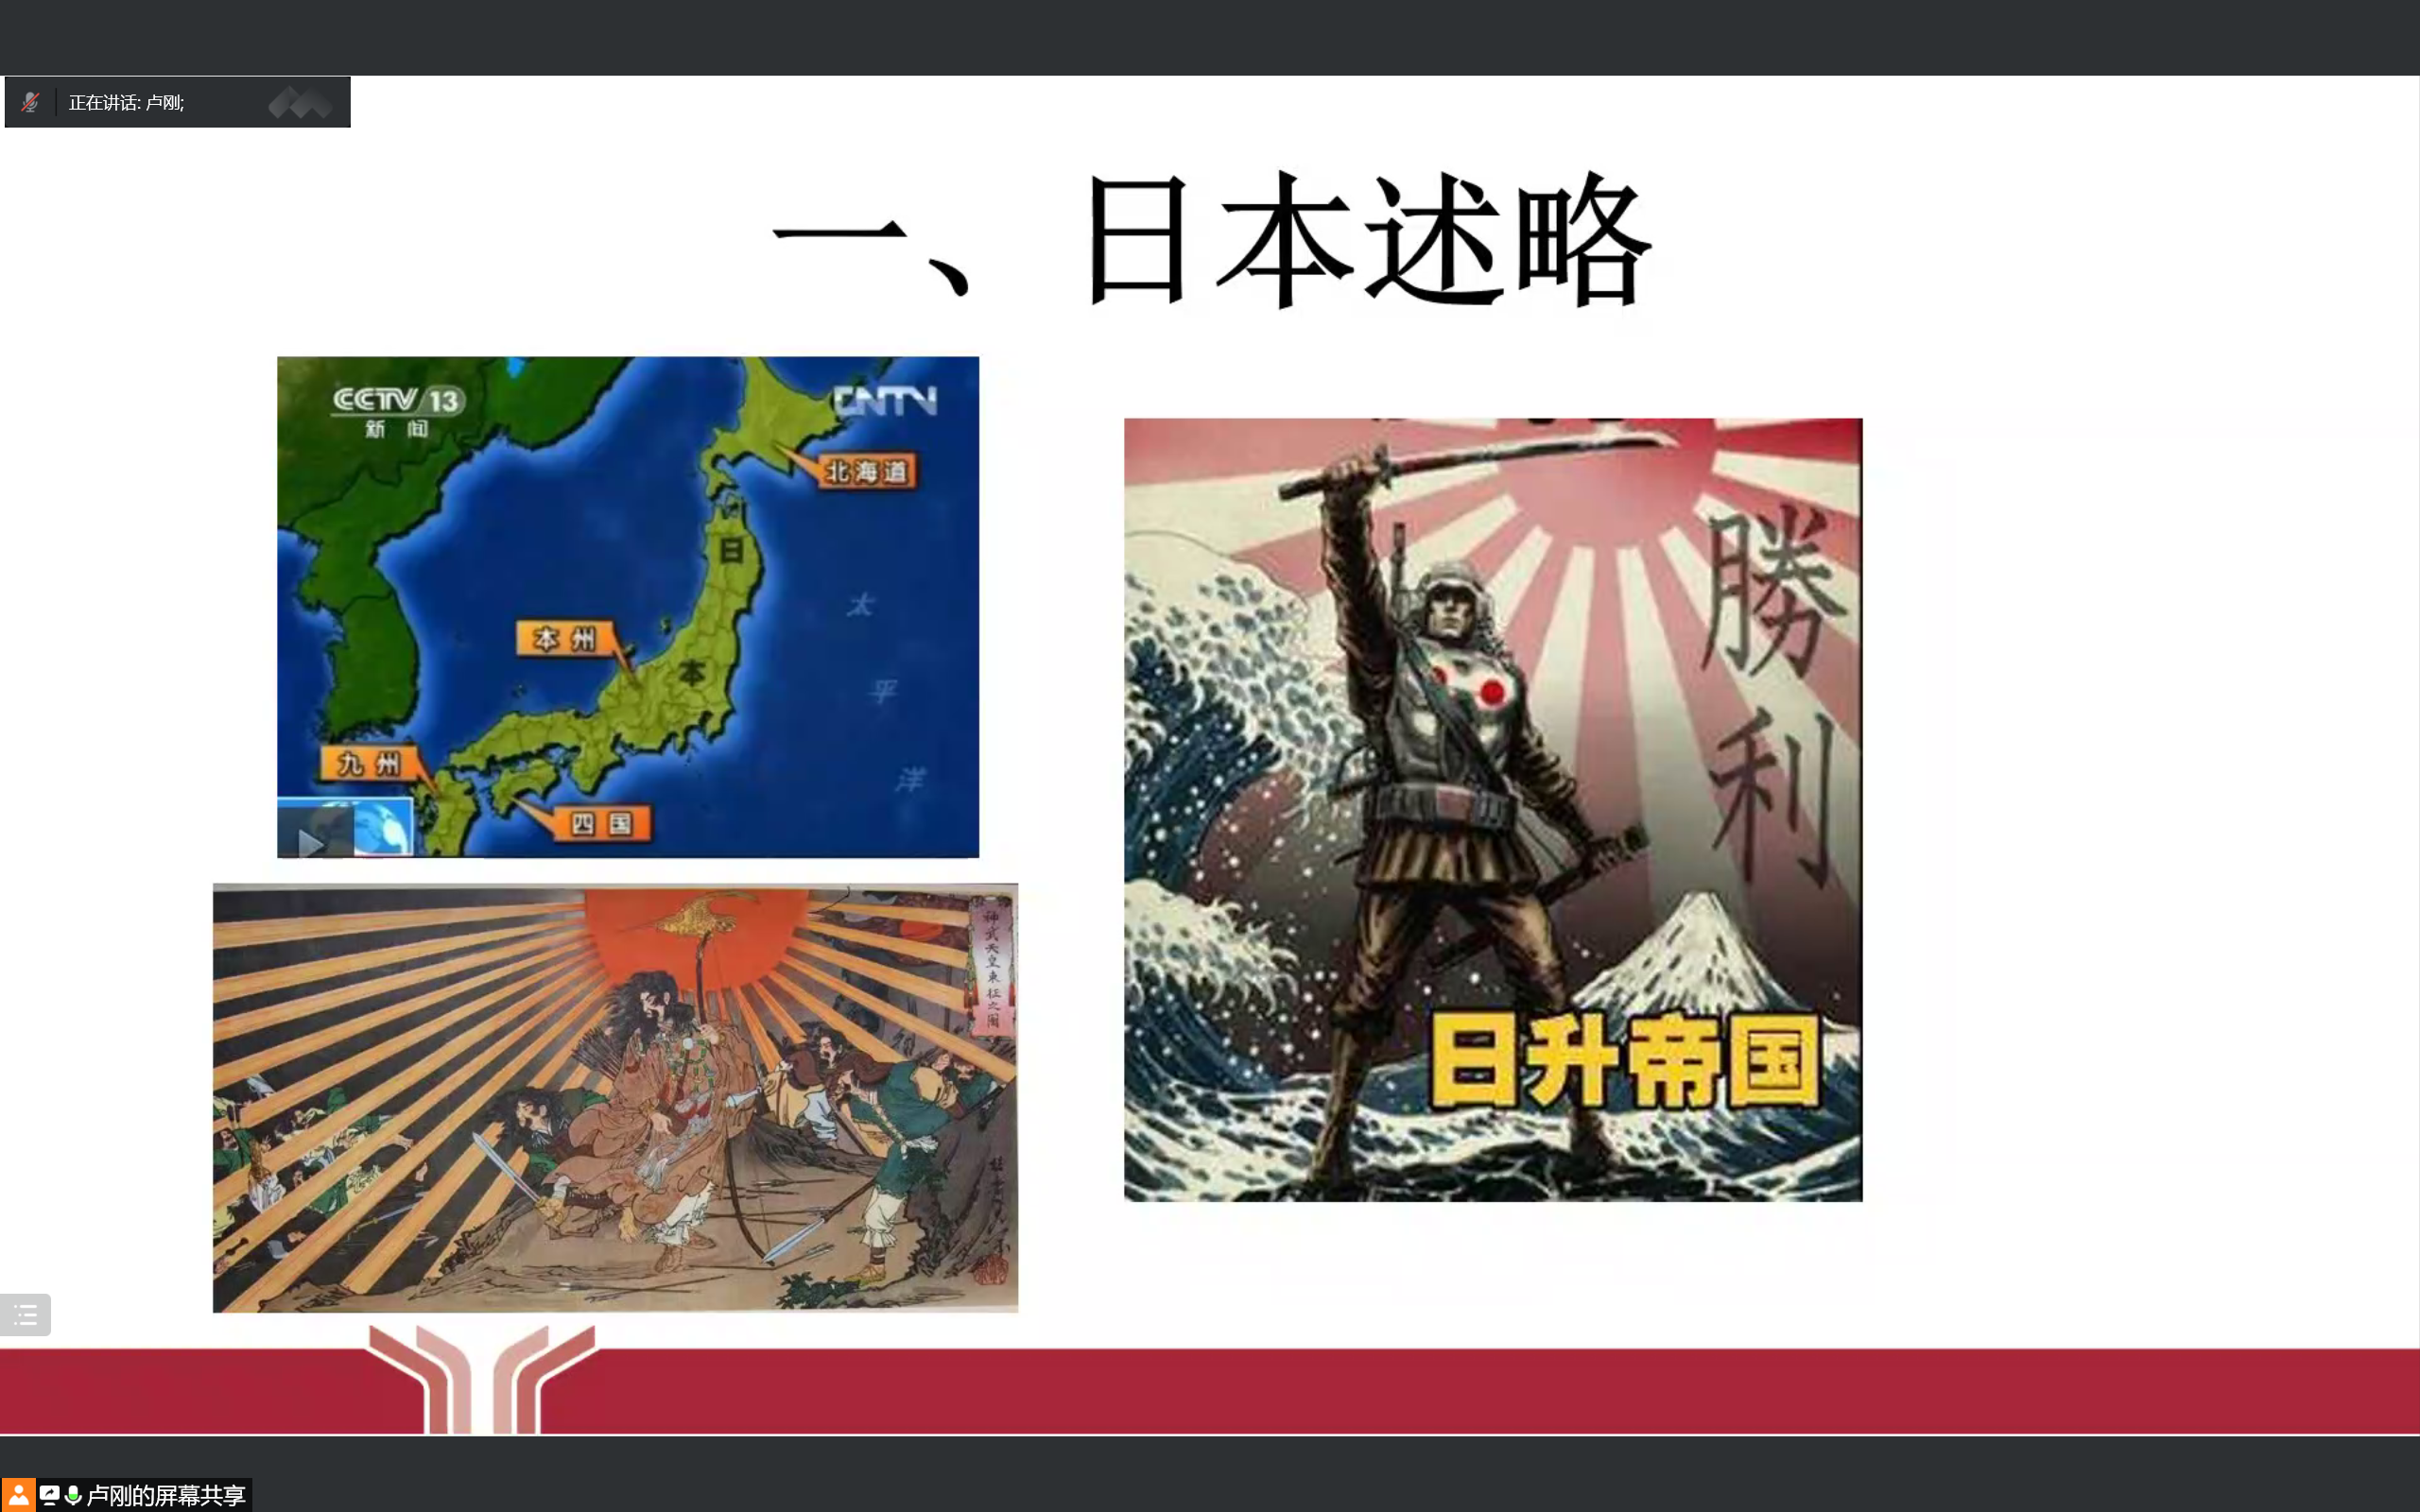 正在讲话: 卢刚;
一、日本述略
CCTV 13
新 闻
CNTN
北海道
日
本
太
平
洋
本州
九州
四国
勝利
日升帝国
神武天皇東征之圖
卢刚的屏幕共享